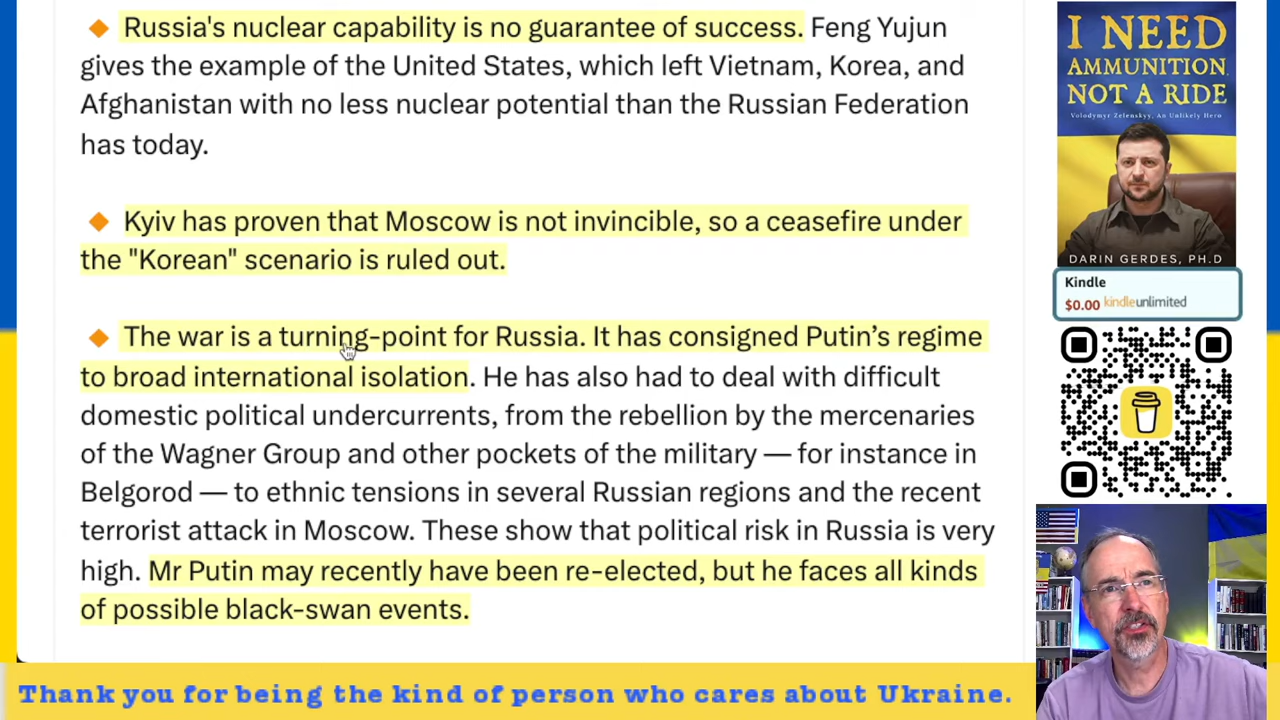 Russia's nuclear capability is no guarantee of success. Feng Yujun
gives the example of the United States, which left Vietnam, Korea, and
Afghanistan with no less nuclear potential than the Russian Federation
has today.
Kyiv has proven that Moscow is not invincible, so a ceasefire under
the "Korean" scenario is ruled out.
The war is a turning-point for Russia. It has consigned Putin’s regime
to broad international isolation. He has also had to deal with difficult
domestic political undercurrents, from the rebellion by the mercenaries
of the Wagner Group and other pockets of the military — for instance in
Belgorod — to ethnic tensions in several Russian regions and the recent
terrorist attack in Moscow. These show that political risk in Russia is very
high. Mr Putin may recently have been re-elected, but he faces all kinds
of possible black-swan events.
I NEED
AMMUNITION
NOT A RIDE
Volodymyr Zelenskyy, An Unlikely Hero
DARIN GERDES, PH.D
Kindle
$0.00 kindleunlimited
Thank you for being the kind of person who cares about Ukraine.